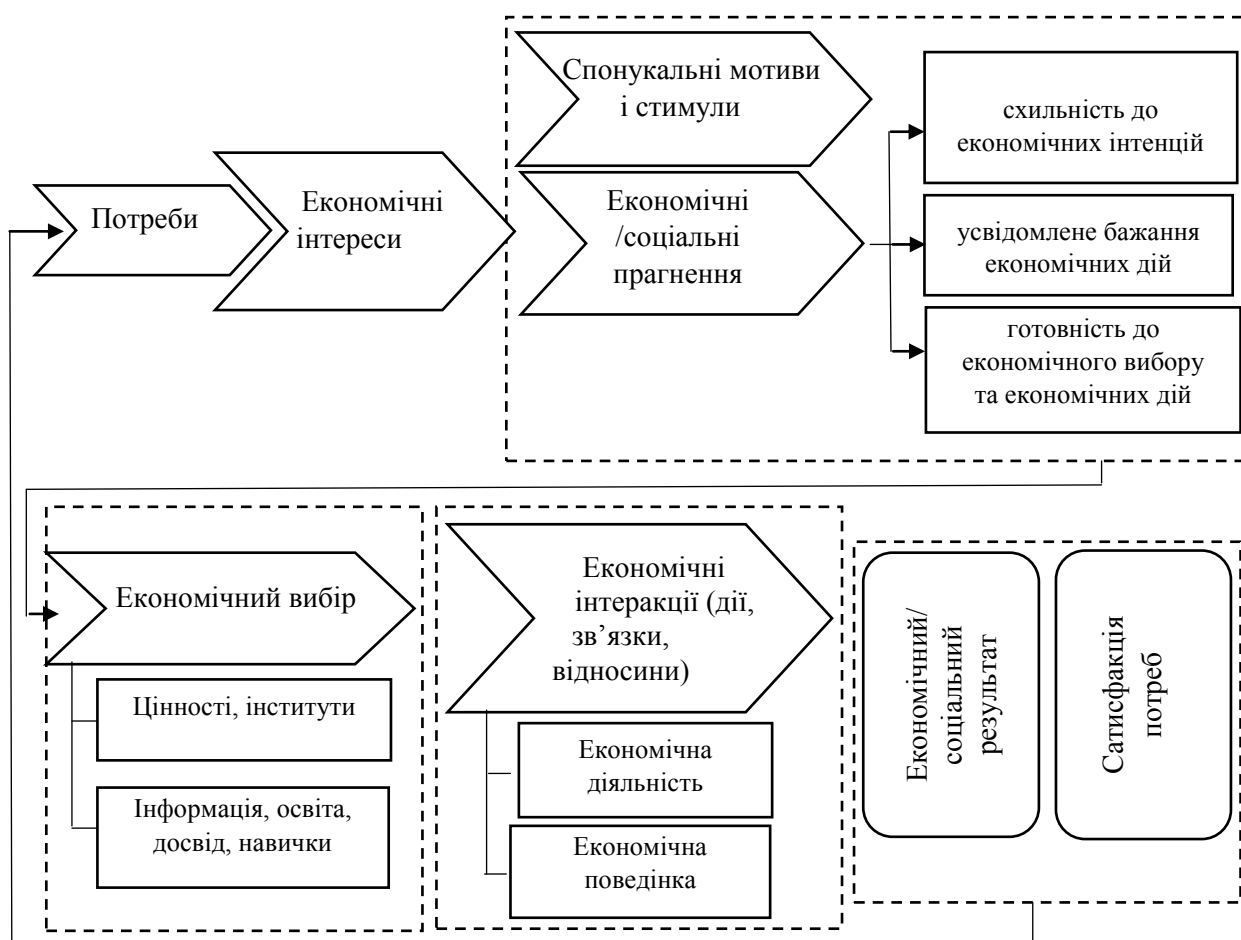 Потреби
Економічні
інтереси
Спонукальні мотиви
і стимули
Економічні
/соціальні
прагнення
схильність до
економічних інтенцій
усвідомлене бажання
економічних дій
готовність до
економічного вибору
та економічних дій
Економічний вибір
Цінності, інститути
Інформація, освіта,
досвід, навички
Економічні
інтеракції (дії,
зв’язки,
відносини)
Економічна
діяльність
Економічна
поведінка
Економічний/
соціальний
результат
Сатисфакція
потреб